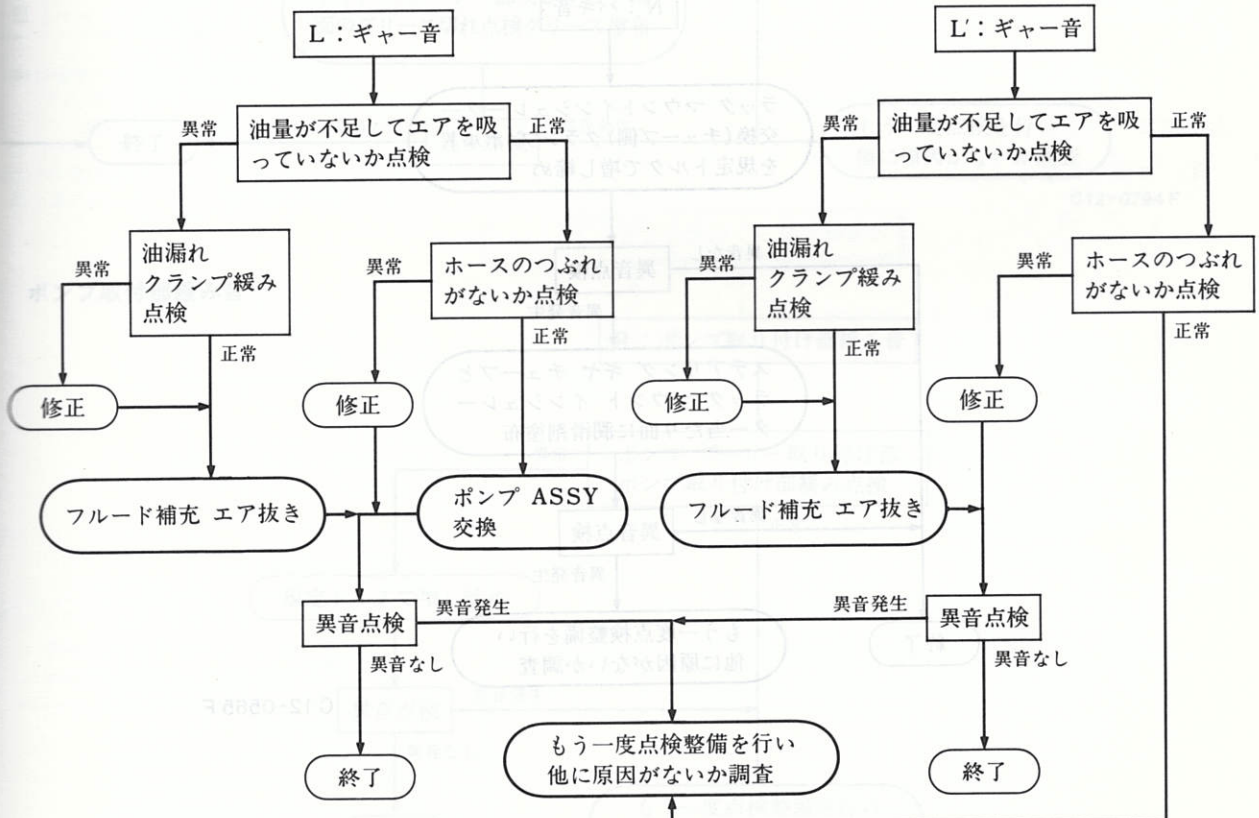 L：ギャー音
油量が不足してエアを吸
っていないか点検
異常
正常
油漏れ
クランプ緩み
点検
異常
正常
ホースのつぶれ
がないか点検
異常
正常
修正
修正
フルード補充 エア抜き
ポンプ ASSY
交換
異音点検
異音発生
異音なし
終了
L′：ギャー音
油量が不足してエアを吸
っていないか点検
異常
正常
油漏れ
クランプ緩み
点検
異常
正常
ホースのつぶれ
がないか点検
異常
正常
修正
修正
フルード補充 エア抜き
異音点検
異音発生
異音なし
終了
もう一度点検整備を行い
他に原因がないか調査